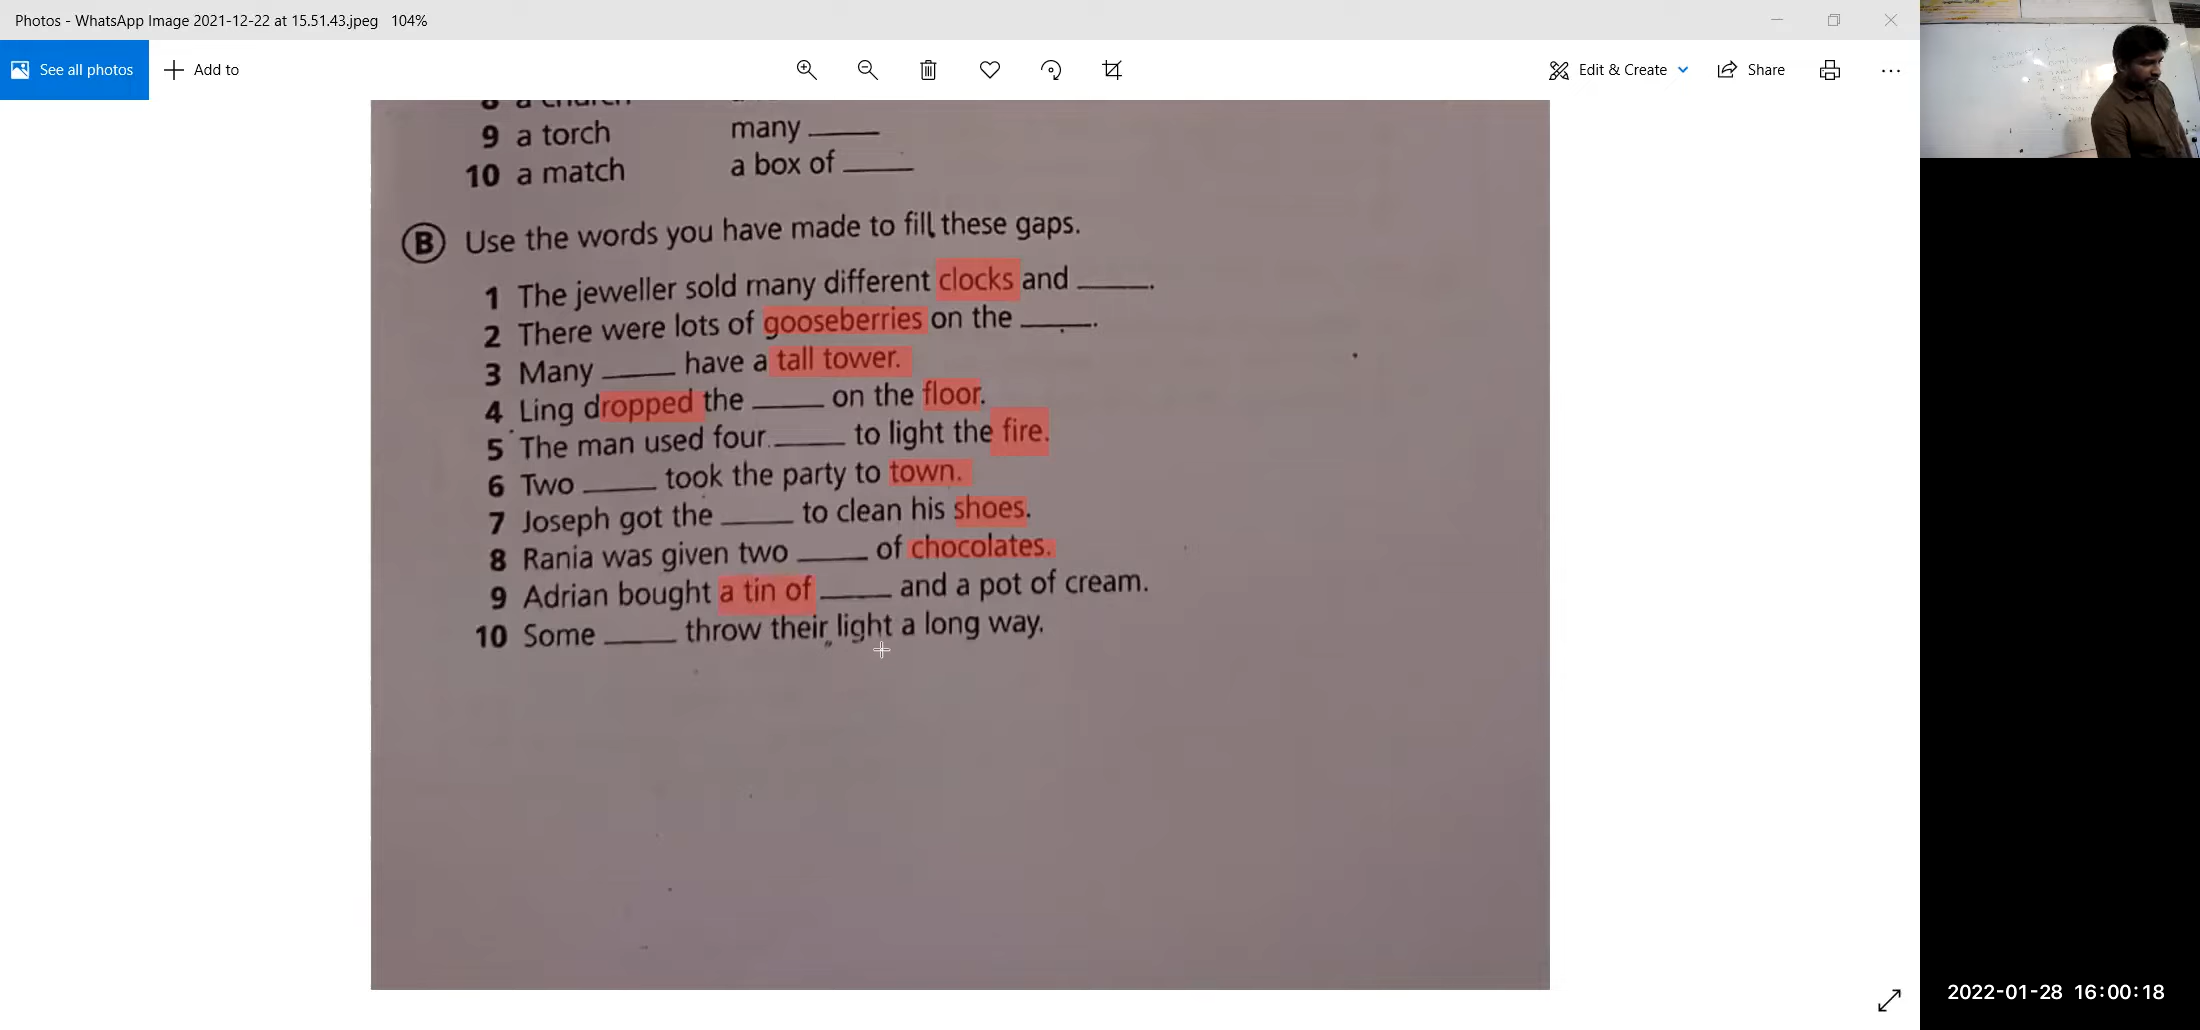 Photos - WhatsApp Image 2021-12-22 at 15.51.43.jpeg 104%
See all photos
Add to
Edit & Create
Share
8 a church
9 a torch many ____
10 a match a box of ____
B Use the words you have made to fill these gaps.
1 The jeweller sold many different clocks and ____.
2 There were lots of gooseberries on the ____.
3 Many ____ have a tall tower.
4 Ling dropped the ____ on the floor.
5 The man used four ____ to light the fire.
6 Two ____ took the party to town.
7 Joseph got the ____ to clean his shoes.
8 Rania was given two ____ of chocolates.
9 Adrian bought a tin of ____ and a pot of cream.
10 Some ____ throw their light a long way.
2022-01-28 16:00:18